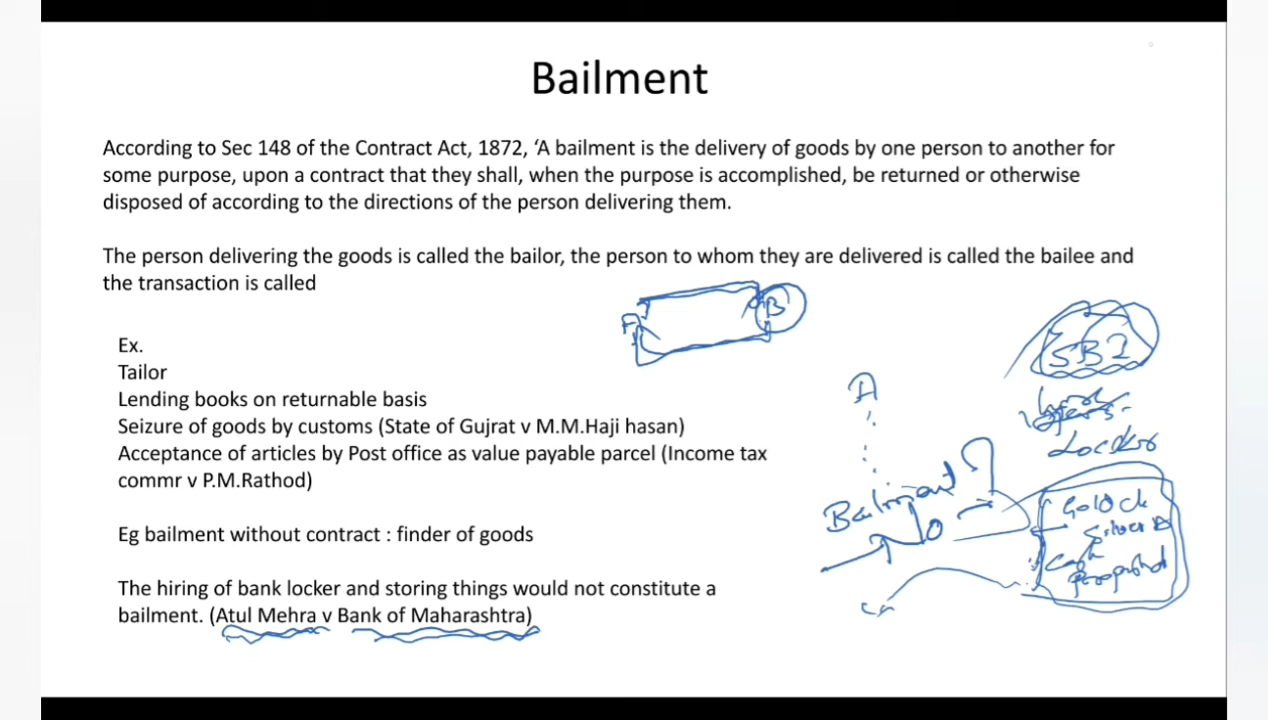 Bailment
According to Sec 148 of the Contract Act, 1872, ‘A bailment is the delivery of goods by one person to another for
some purpose, upon a contract that they shall, when the purpose is accomplished, be returned or otherwise
disposed of according to the directions of the person delivering them.
The person delivering the goods is called the bailor, the person to whom they are delivered is called the bailee and
the transaction is called
Ex.
Tailor
Lending books on returnable basis
Seizure of goods by customs (State of Gujrat v M.M.Haji hasan)
Acceptance of articles by Post office as value payable parcel (Income tax
commr v P.M.Rathod)
Eg bailment without contract : finder of goods
The hiring of bank locker and storing things would not constitute a
bailment. (Atul Mehra v Bank of Maharashtra)
A
B
A
Bailment ?
No
SBI
Locker
Gold
Silver
Cash